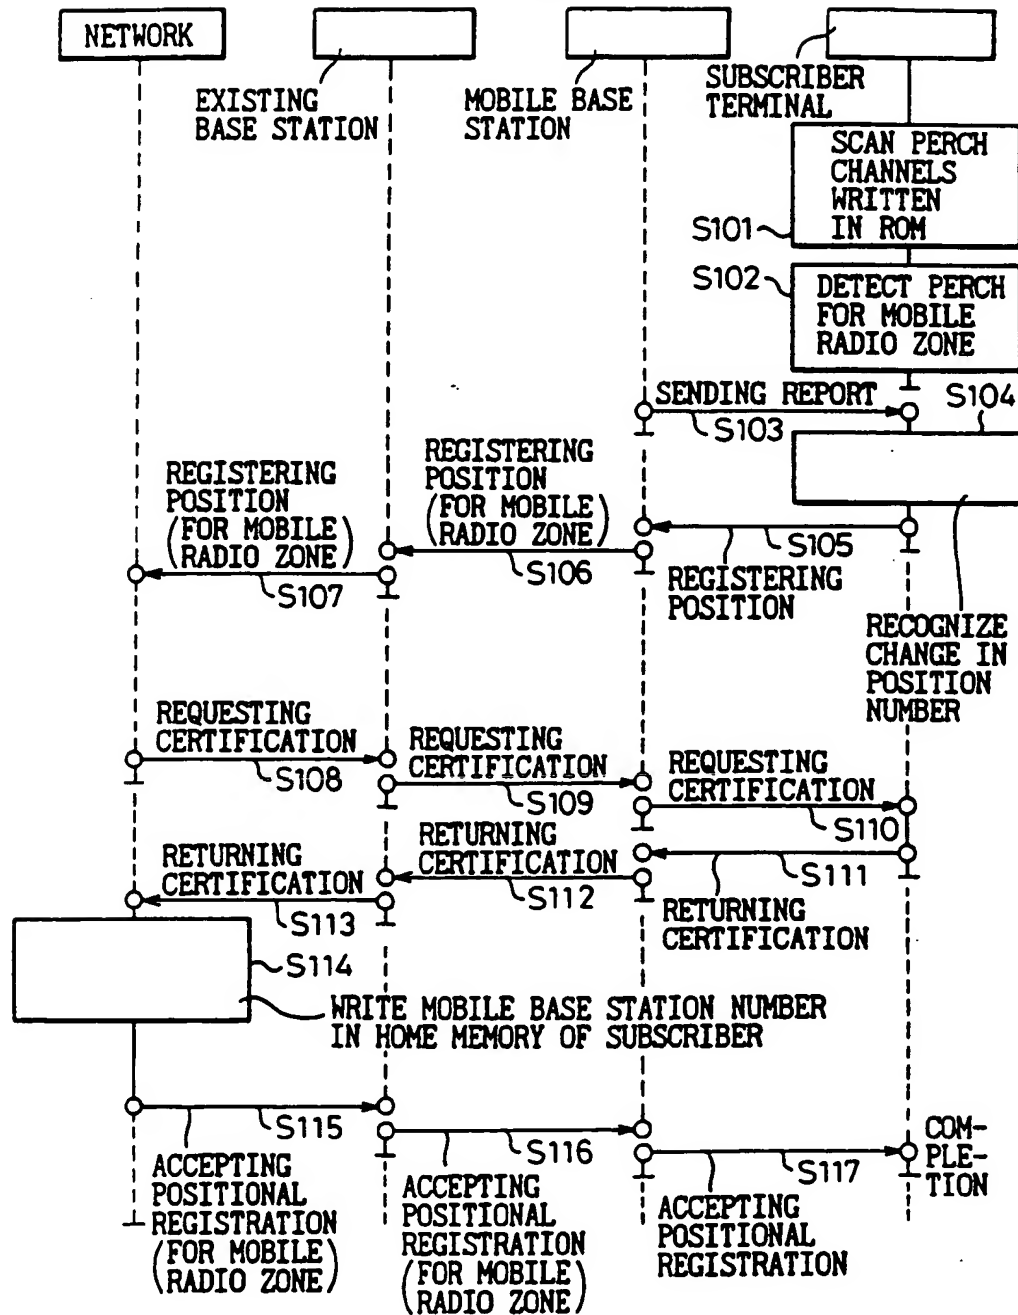 NETWORK
EXISTING
BASE STATION
MOBILE BASE
STATION
SUBSCRIBER
TERMINAL
SCAN PERCH
CHANNELS
WRITTEN
IN ROM
S101
S102
DETECT PERCH
FOR MOBILE
RADIO ZONE
SENDING REPORT
S103
S104
REGISTERING
POSITION
(FOR MOBILE)
(RADIO ZONE)
S107
REGISTERING
POSITION
(FOR MOBILE)
(RADIO ZONE)
S106
S105
REGISTERING
POSITION
RECOGNIZE
CHANGE IN
POSITION
NUMBER
REQUESTING
CERTIFICATION
S108
REQUESTING
CERTIFICATION
S109
REQUESTING
CERTIFICATION
S110
RETURNING
CERTIFICATION
S113
RETURNING
CERTIFICATION
S112
S111
RETURNING
CERTIFICATION
S114
WRITE MOBILE BASE STATION NUMBER
IN HOME MEMORY OF SUBSCRIBER
S115
ACCEPTING
POSITIONAL
REGISTRATION
(FOR MOBILE)
(RADIO ZONE)
S116
ACCEPTING
POSITIONAL
REGISTRATION
(FOR MOBILE)
(RADIO ZONE)
S117
ACCEPTING
POSITIONAL
REGISTRATION
COM-
PLE-
TION